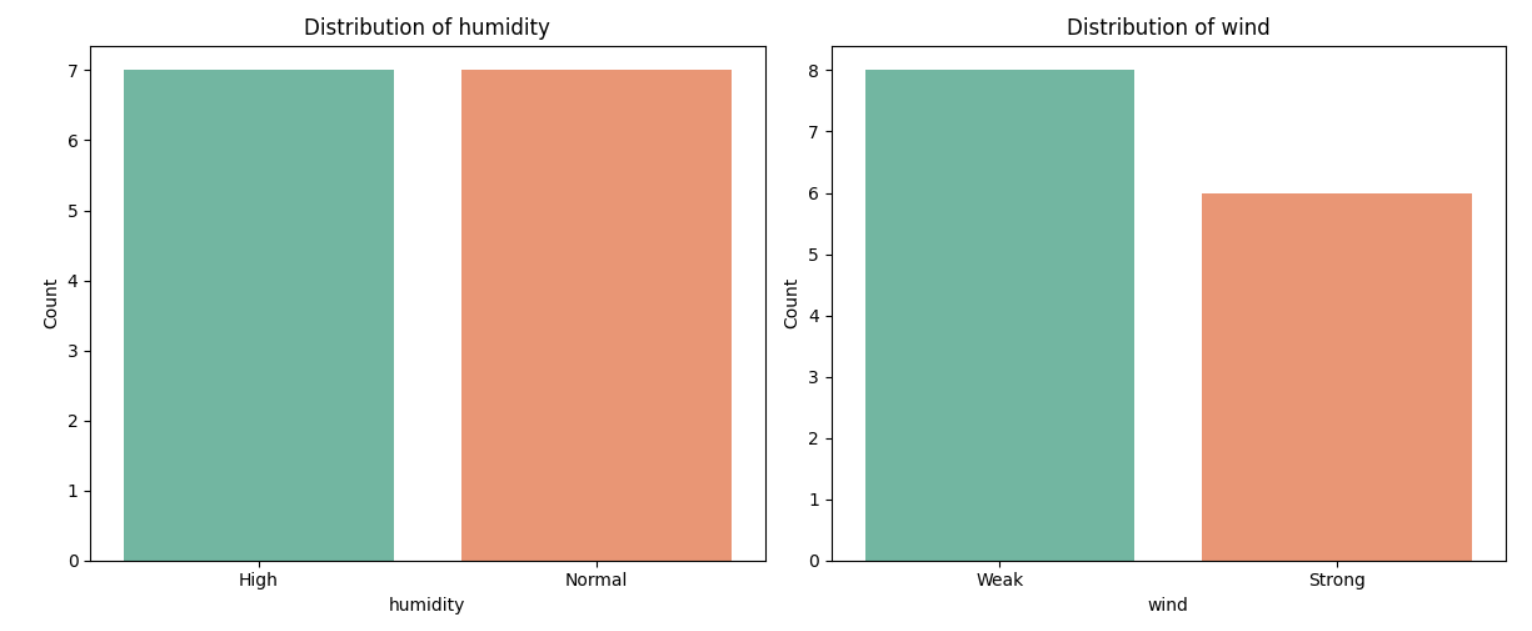 Distribution of humidity
7
6
5
4
3
2
1
0
Count
High Normal
humidity
Distribution of wind
8
7
6
5
4
3
2
1
0
Count
Weak Strong
wind